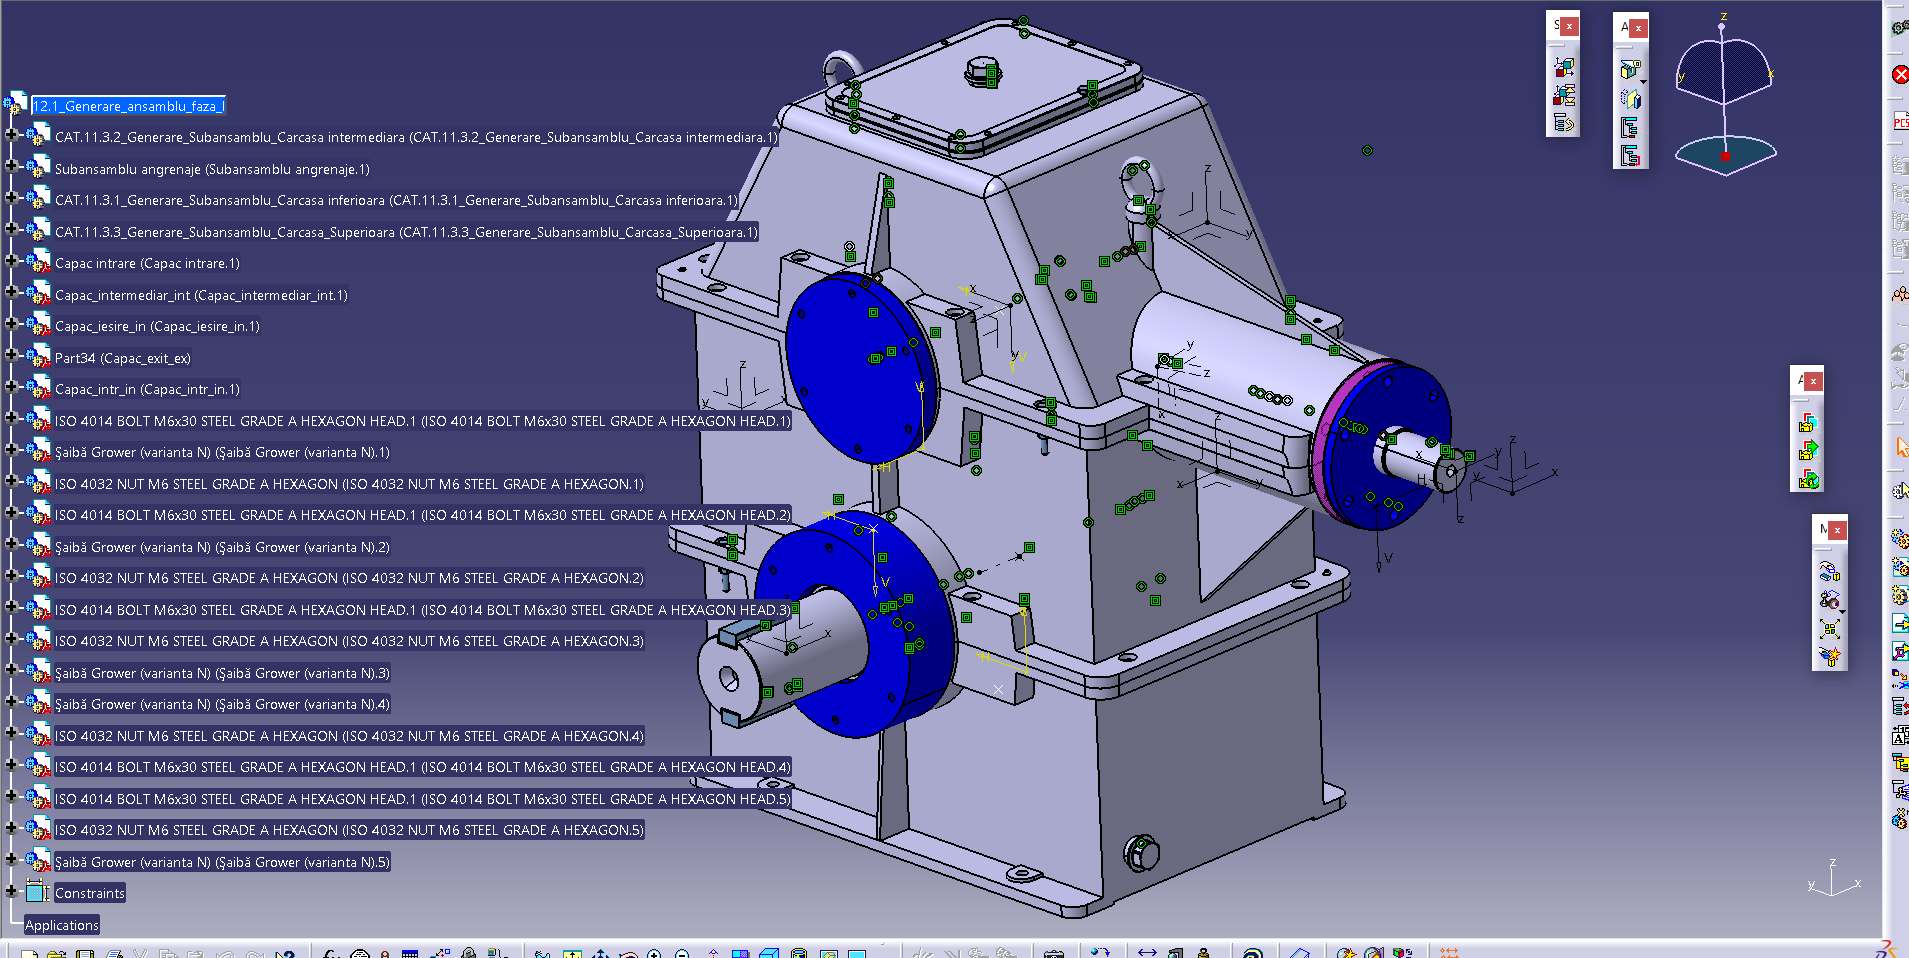 12.1_Generare_ansamblu_faza_I
CAT.11.3.2_Generare_Subansamblu_Carcasa intermediara (CAT.11.3.2_Generare_Subansamblu_Carcasa intermediara.1)
Subansamblu angrenaje (Subansamblu angrenaje.1)
CAT.11.3.1_Generare_Subansamblu_Carcasa inferioara (CAT.11.3.1_Generare_Subansamblu_Carcasa inferioara.1)
CAT.11.3.3_Generare_Subansamblu_Carcasa_Superioara (CAT.11.3.3_Generare_Subansamblu_Carcasa_Superioara.1)
Capac intrare (Capac intrare.1)
Capac_intermediar_int (Capac_intermediar_int.1)
Capac_iesire_in (Capac_iesire_in.1)
Part34 (Capac_exit_ex)
Capac_intr_in (Capac_intr_in.1)
ISO 4014 BOLT M6x30 STEEL GRADE A HEXAGON HEAD.1 (ISO 4014 BOLT M6x30 STEEL GRADE A HEXAGON HEAD.1)
Şaibă Grower (varianta N) (Şaibă Grower (varianta N).1)
ISO 4032 NUT M6 STEEL GRADE A HEXAGON (ISO 4032 NUT M6 STEEL GRADE A HEXAGON.1)
ISO 4014 BOLT M6x30 STEEL GRADE A HEXAGON HEAD.1 (ISO 4014 BOLT M6x30 STEEL GRADE A HEXAGON HEAD.2)
Şaibă Grower (varianta N) (Şaibă Grower (varianta N).2)
ISO 4032 NUT M6 STEEL GRADE A HEXAGON (ISO 4032 NUT M6 STEEL GRADE A HEXAGON.2)
ISO 4014 BOLT M6x30 STEEL GRADE A HEXAGON HEAD.1 (ISO 4014 BOLT M6x30 STEEL GRADE A HEXAGON HEAD.3)
ISO 4032 NUT M6 STEEL GRADE A HEXAGON (ISO 4032 NUT M6 STEEL GRADE A HEXAGON.3)
Şaibă Grower (varianta N) (Şaibă Grower (varianta N).3)
Şaibă Grower (varianta N) (Şaibă Grower (varianta N).4)
ISO 4032 NUT M6 STEEL GRADE A HEXAGON (ISO 4032 NUT M6 STEEL GRADE A HEXAGON.4)
ISO 4014 BOLT M6x30 STEEL GRADE A HEXAGON HEAD.1 (ISO 4014 BOLT M6x30 STEEL GRADE A HEXAGON HEAD.4)
ISO 4014 BOLT M6x30 STEEL GRADE A HEXAGON HEAD.1 (ISO 4014 BOLT M6x30 STEEL GRADE A HEXAGON HEAD.5)
ISO 4032 NUT M6 STEEL GRADE A HEXAGON (ISO 4032 NUT M6 STEEL GRADE A HEXAGON.5)
Şaibă Grower (varianta N) (Şaibă Grower (varianta N).5)
Constraints
Applications